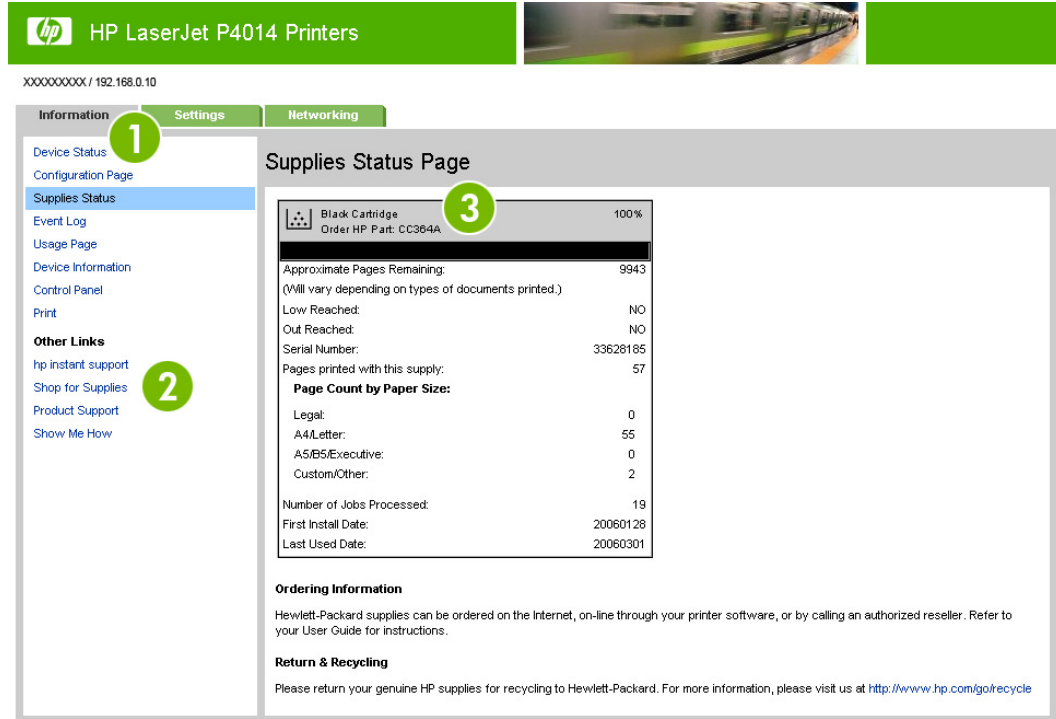 hp HP LaserJet P4014 Printers
XXXXXXXXX / 192.168.0.10
Information Settings Networking
1
Device Status
Configuration Page
Supplies Status
Event Log
Usage Page
Device Information
Control Panel
Print
Other Links
hp instant support
Shop for Supplies
2
Product Support
Show Me How
Supplies Status Page
3
Black Cartridge 100%
Order HP Part: CC364A
Approximate Pages Remaining: 9943
(Will vary depending on types of documents printed.)
Low Reached: NO
Out Reached: NO
Serial Number: 33628185
Pages printed with this supply: 57
Page Count by Paper Size:
Legal: 0
A4/Letter: 55
A5/B5/Executive: 0
Custom/Other: 2
Number of Jobs Processed: 19
First Install Date: 20060128
Last Used Date: 20060301
Ordering Information
Hewlett-Packard supplies can be ordered on the Internet, on-line through your printer software, or by calling an authorized reseller. Refer to
your User Guide for instructions.
Return & Recycling
Please return your genuine HP supplies for recycling to Hewlett-Packard. For more information, please visit us at http://www.hp.com/go/recycle